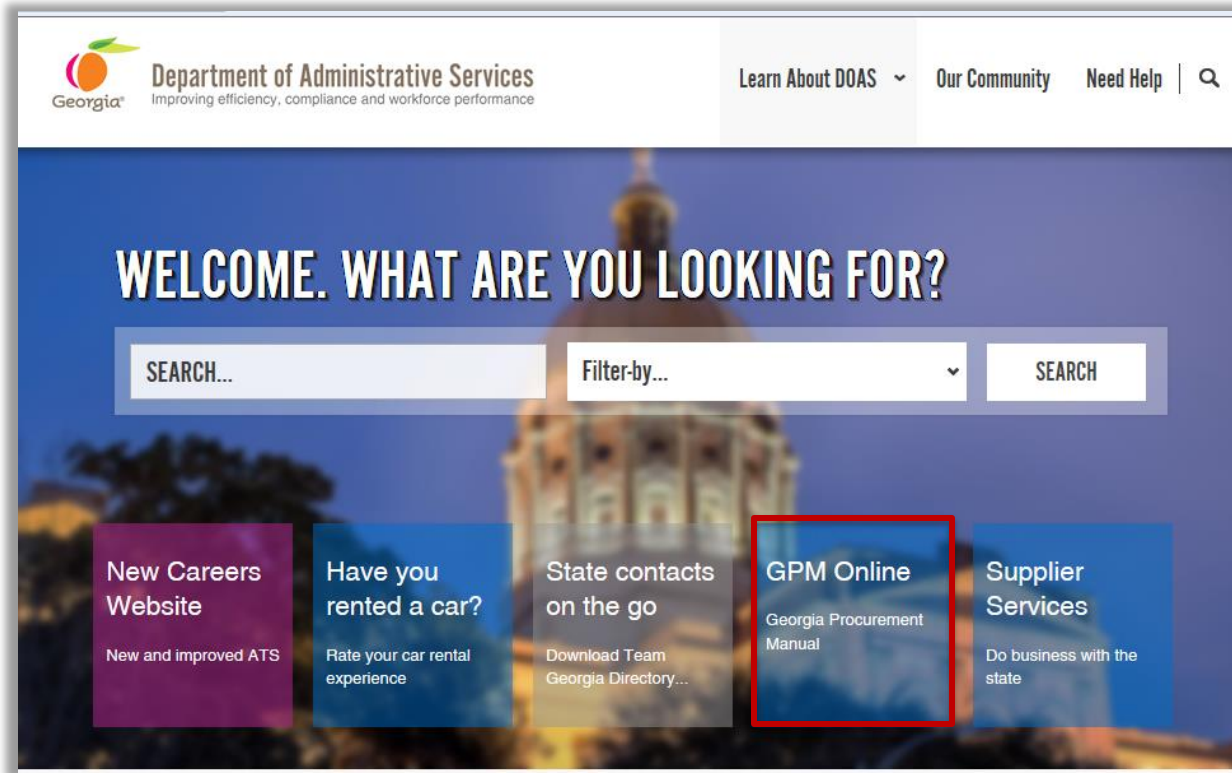 Georgia®
Department of Administrative Services
Improving efficiency, compliance and workforce performance
Learn About DOAS
Our Community
Need Help
WELCOME. WHAT ARE YOU LOOKING FOR?
SEARCH...
Filter-by...
SEARCH
New Careers
Website
New and improved ATS
Have you
rented a car?
Rate your car rental
experience
State contacts
on the go
Download Team
Georgia Directory...
GPM Online
Georgia Procurement
Manual
Supplier
Services
Do business with the
state